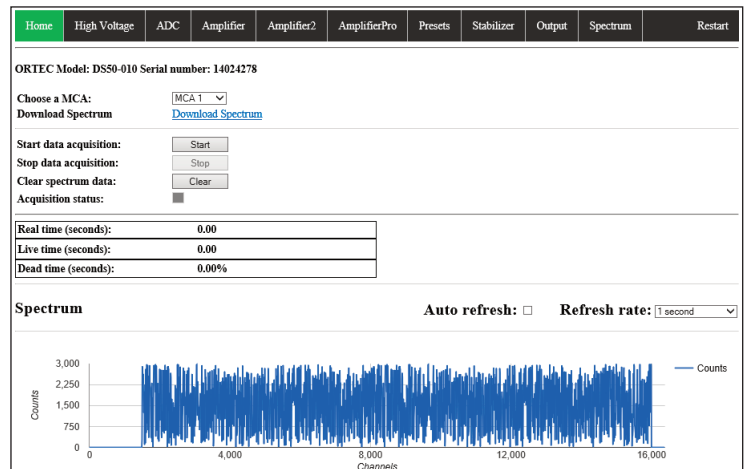 Home High Voltage ADC Amplifier Amplifier2 AmplifierPro Presets Stabilizer Output Spectrum Restart
ORTEC Model: DS50-010 Serial number: 14024278
Choose a MCA: MCA 1
Download Spectrum Download Spectrum
Start data acquisition: Start
Stop data acquisition: Stop
Clear spectrum data: Clear
Acquisition status:
Real time (seconds): 0.00
Live time (seconds): 0.00
Dead time (seconds): 0.00%
Spectrum Auto refresh: Refresh rate: 1 second
3,000
2,250
1,500
750
0
Counts
0 4,000 8,000 12,000 16,000
Channels
Counts